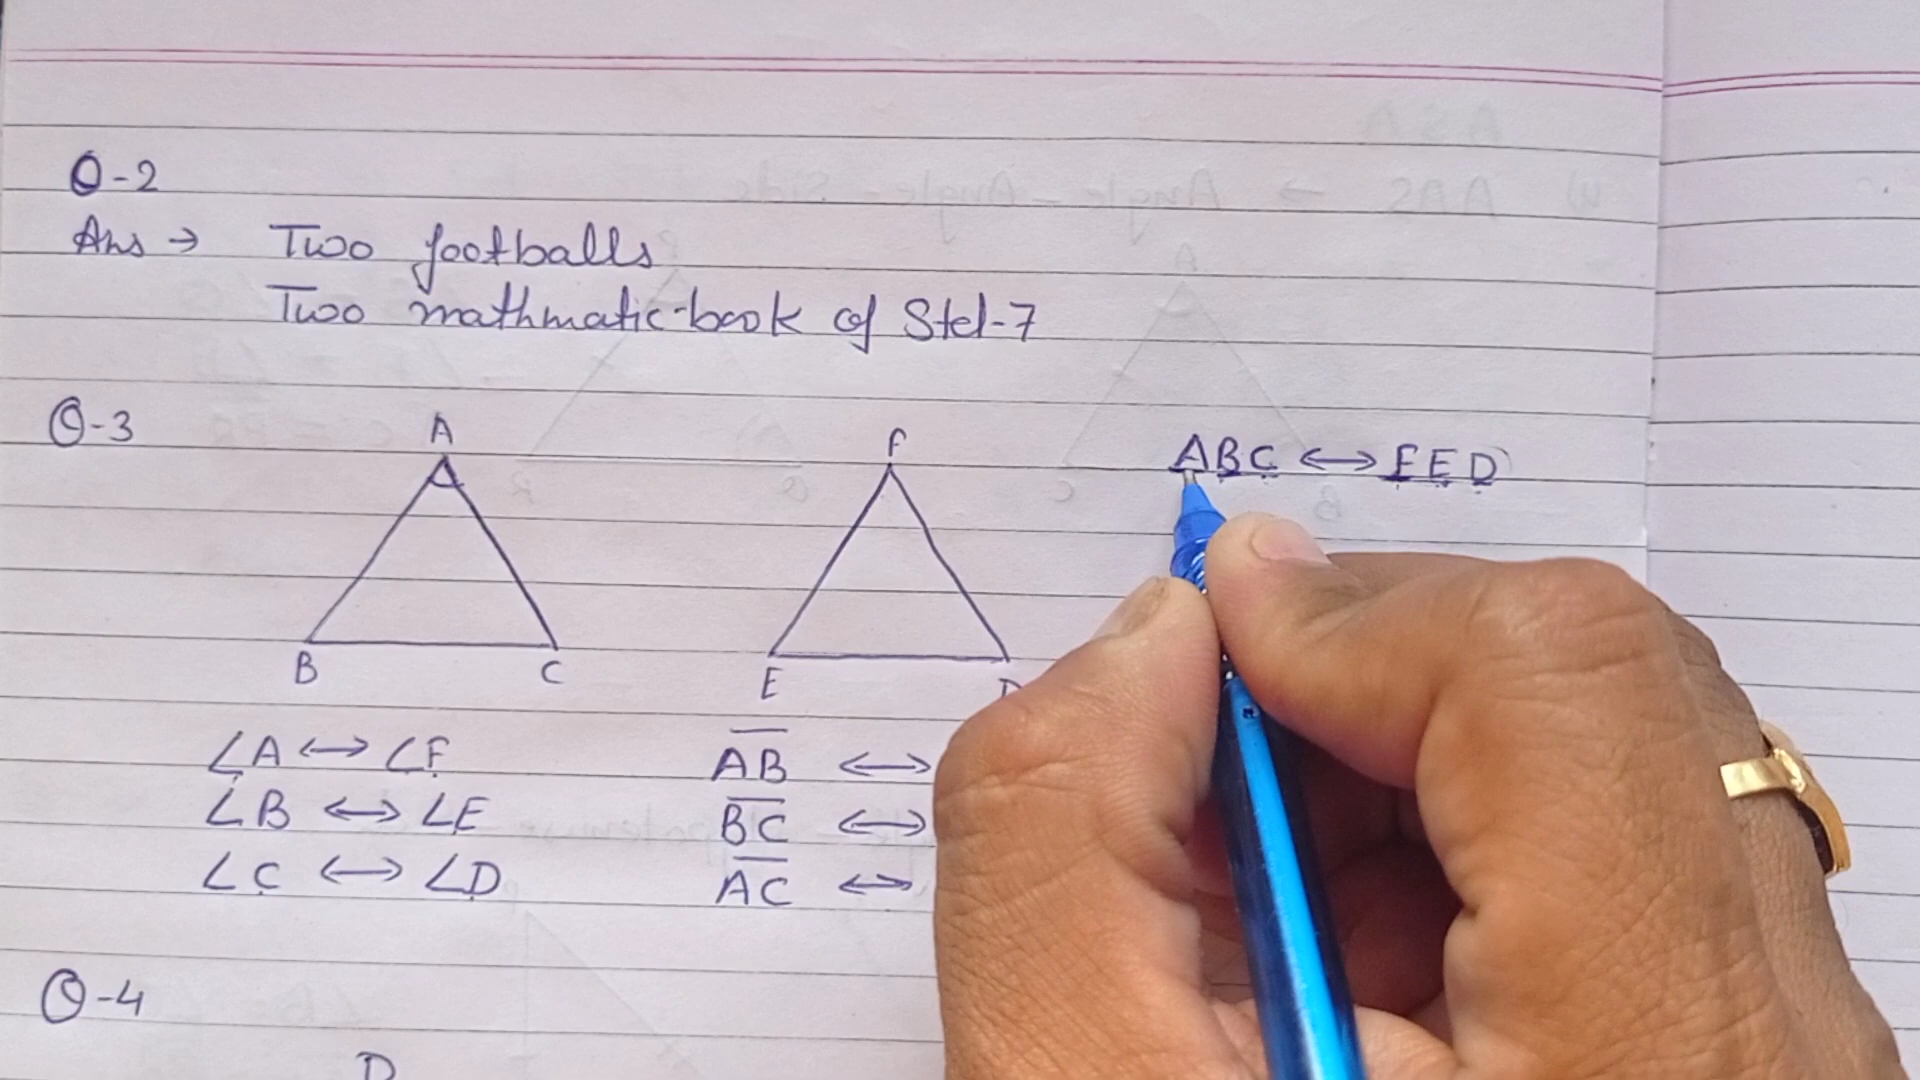 Q-2
Ans → Two footballs
Two mathmatic-book of Std-7
Q-3
A
F
ABC ↔ FED
B
C
E
D
∠A ↔ ∠F
∠B ↔ ∠E
∠C ↔ ∠D
AB ↔
BC ↔
AC ↔
Q-4
D